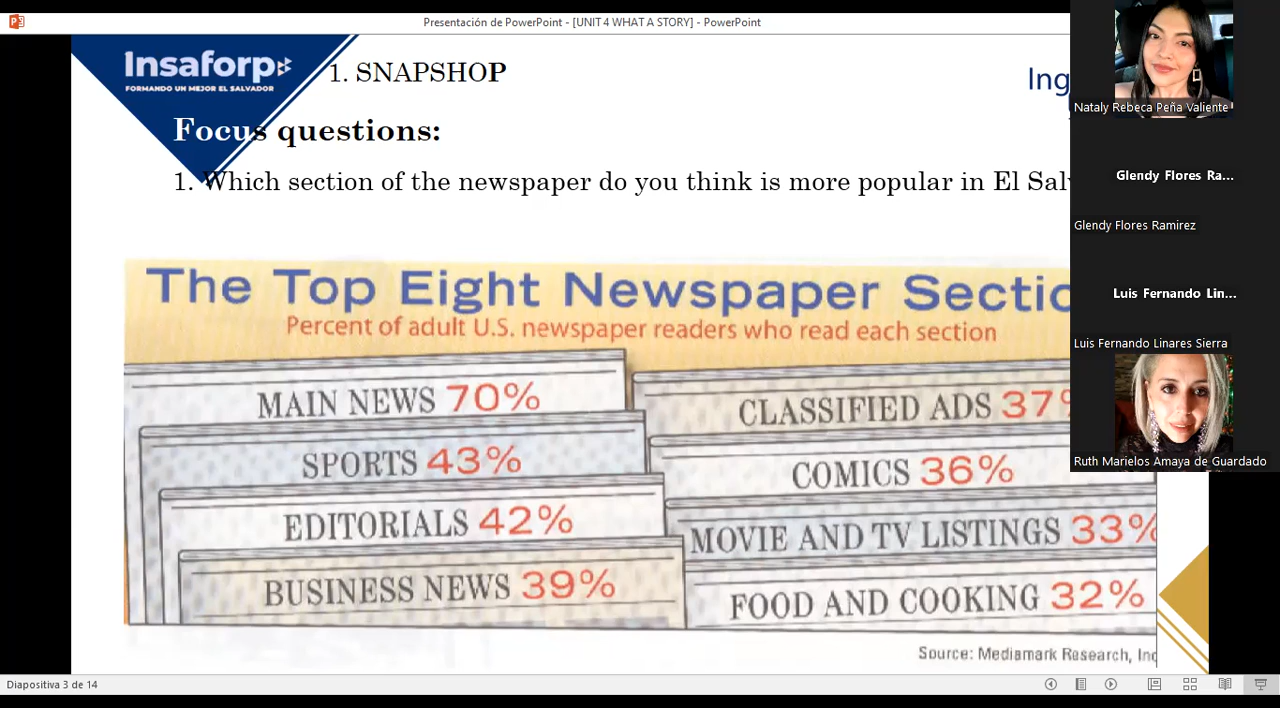 Presentación de PowerPoint - [UNIT 4 WHAT A STORY] - PowerPoint
Insaforp
FORMANDO UN MEJOR EL SALVADOR
1. SNAPSHOP
Ing
Focus questions:
1. Which section of the newspaper do you think is more popular in El Salv
The Top Eight Newspaper Sectio
Percent of adult U.S. newspaper readers who read each section
MAIN NEWS 70%
SPORTS 43%
EDITORIALS 42%
BUSINESS NEWS 39%
CLASSIFIED ADS 37%
COMICS 36%
MOVIE AND TV LISTINGS 33%
FOOD AND COOKING 32%
Source: Mediamark Research, Inc
Nataly Rebeca Peña Valiente
Glendy Flores Ra...
Glendy Flores Ramirez
Luis Fernando Lin...
Luis Fernando Linares Sierra
Ruth Marielos Amaya de Guardado
Diapositiva 3 de 14